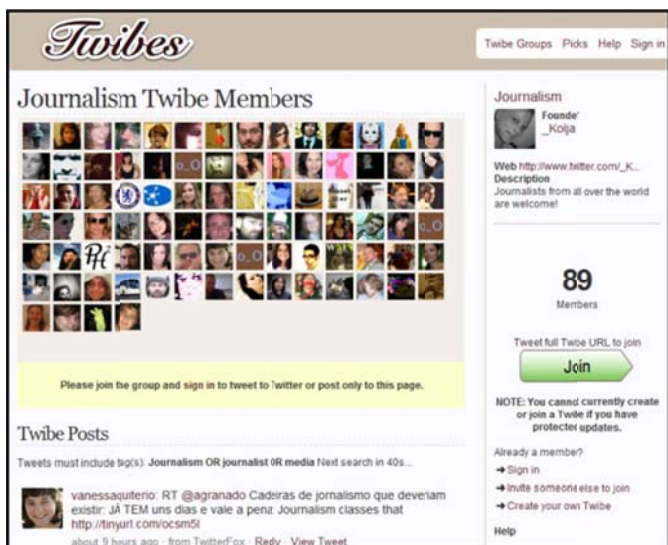 Twibes
Twibe Groups Picks Help Sign in
Journalism Twibe Members
Please join the group and sign in to tweet to Twitter or post only to this page.
Twibe Posts
Tweets must include tag(s): Journalism OR journalist OR media Next search in 40s...
vanessaquiterio: RT @agranado Cadeiras de jornalismo que deveriam
existir: JÁ TEM uns dias e vale a pena: Journalism classes that
http://tinyurl.com/ocsm5l
about 9 hours ago · from TwitterFox · Reply · View Tweet
Journalism
Founder
_Kolja
Web http://www.twitter.com/_K...
Description
Journalists from all over the world
are welcome!
89
Members
Tweet full Twibe URL to join
Join
NOTE: You cannot currently create
or join a Twibe if you have
protected updates.
Already a member?
→ Sign in
→ Invite someone else to join
→ Create your own Twibe
Help